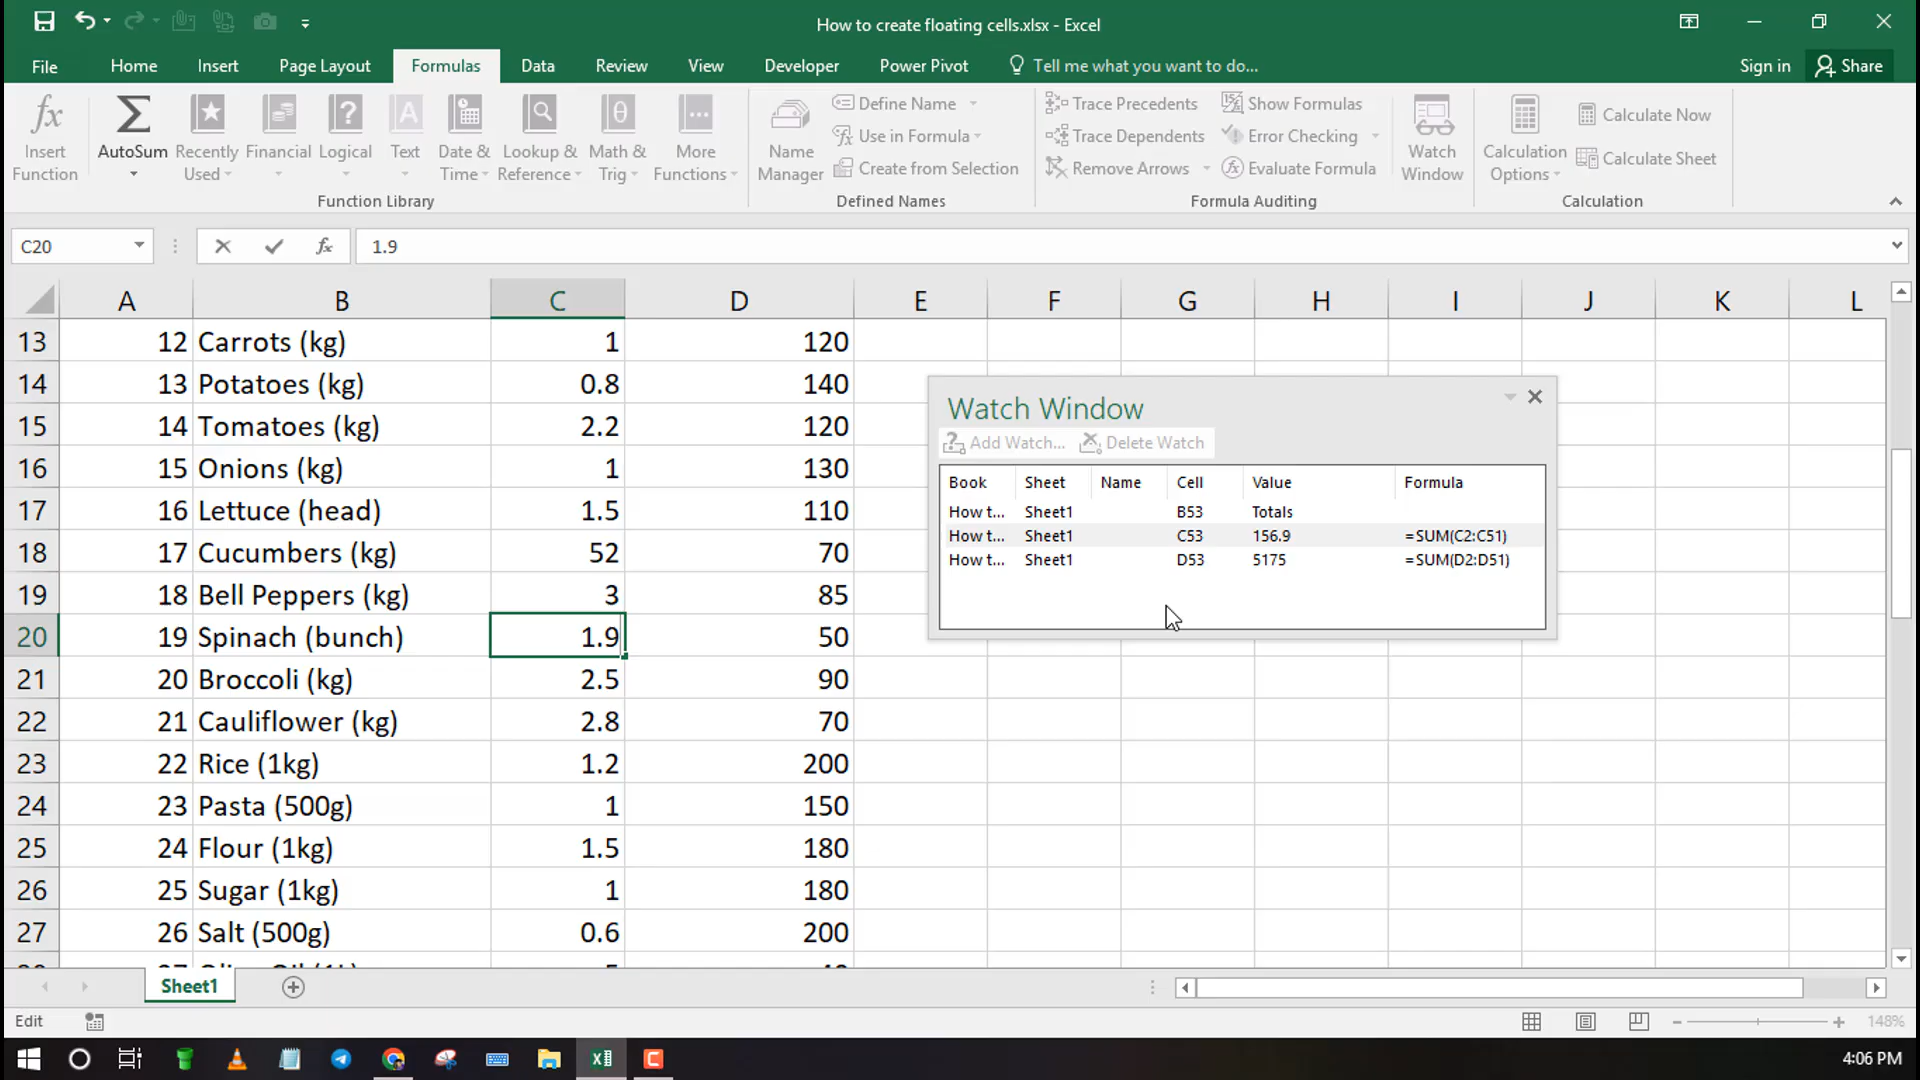 How to create floating cells.xlsx - Excel
File Home Insert Page Layout Formulas Data Review View Developer Power Pivot Tell me what you want to do... Sign in Share
Insert Function
AutoSum
Recently Used
Financial
Logical
Text
Date & Time
Lookup & Reference
Math & Trig
More Functions
Function Library
Name Manager
Define Name
Use in Formula
Create from Selection
Defined Names
Trace Precedents
Trace Dependents
Remove Arrows
Show Formulas
Error Checking
Evaluate Formula
Formula Auditing
Watch Window
Calculation Options
Calculate Now
Calculate Sheet
Calculation
C20 fx 1.9
A B C D E F G H I J K L
13 12 Carrots (kg) 1 120
14 13 Potatoes (kg) 0.8 140
15 14 Tomatoes (kg) 2.2 120
16 15 Onions (kg) 1 130
17 16 Lettuce (head) 1.5 110
18 17 Cucumbers (kg) 52 70
19 18 Bell Peppers (kg) 3 85
20 19 Spinach (bunch) 1.9 50
21 20 Broccoli (kg) 2.5 90
22 21 Cauliflower (kg) 2.8 70
23 22 Rice (1kg) 1.2 200
24 23 Pasta (500g) 1 150
25 24 Flour (1kg) 1.5 180
26 25 Sugar (1kg) 1 180
27 26 Salt (500g) 0.6 200
Watch Window
Add Watch... Delete Watch
Book Sheet Name Cell Value Formula
How t... Sheet1 B53 Totals
How t... Sheet1 C53 156.9 =SUM(C2:C51)
How t... Sheet1 D53 5175 =SUM(D2:D51)
Sheet1
Edit 148%
4:06 PM